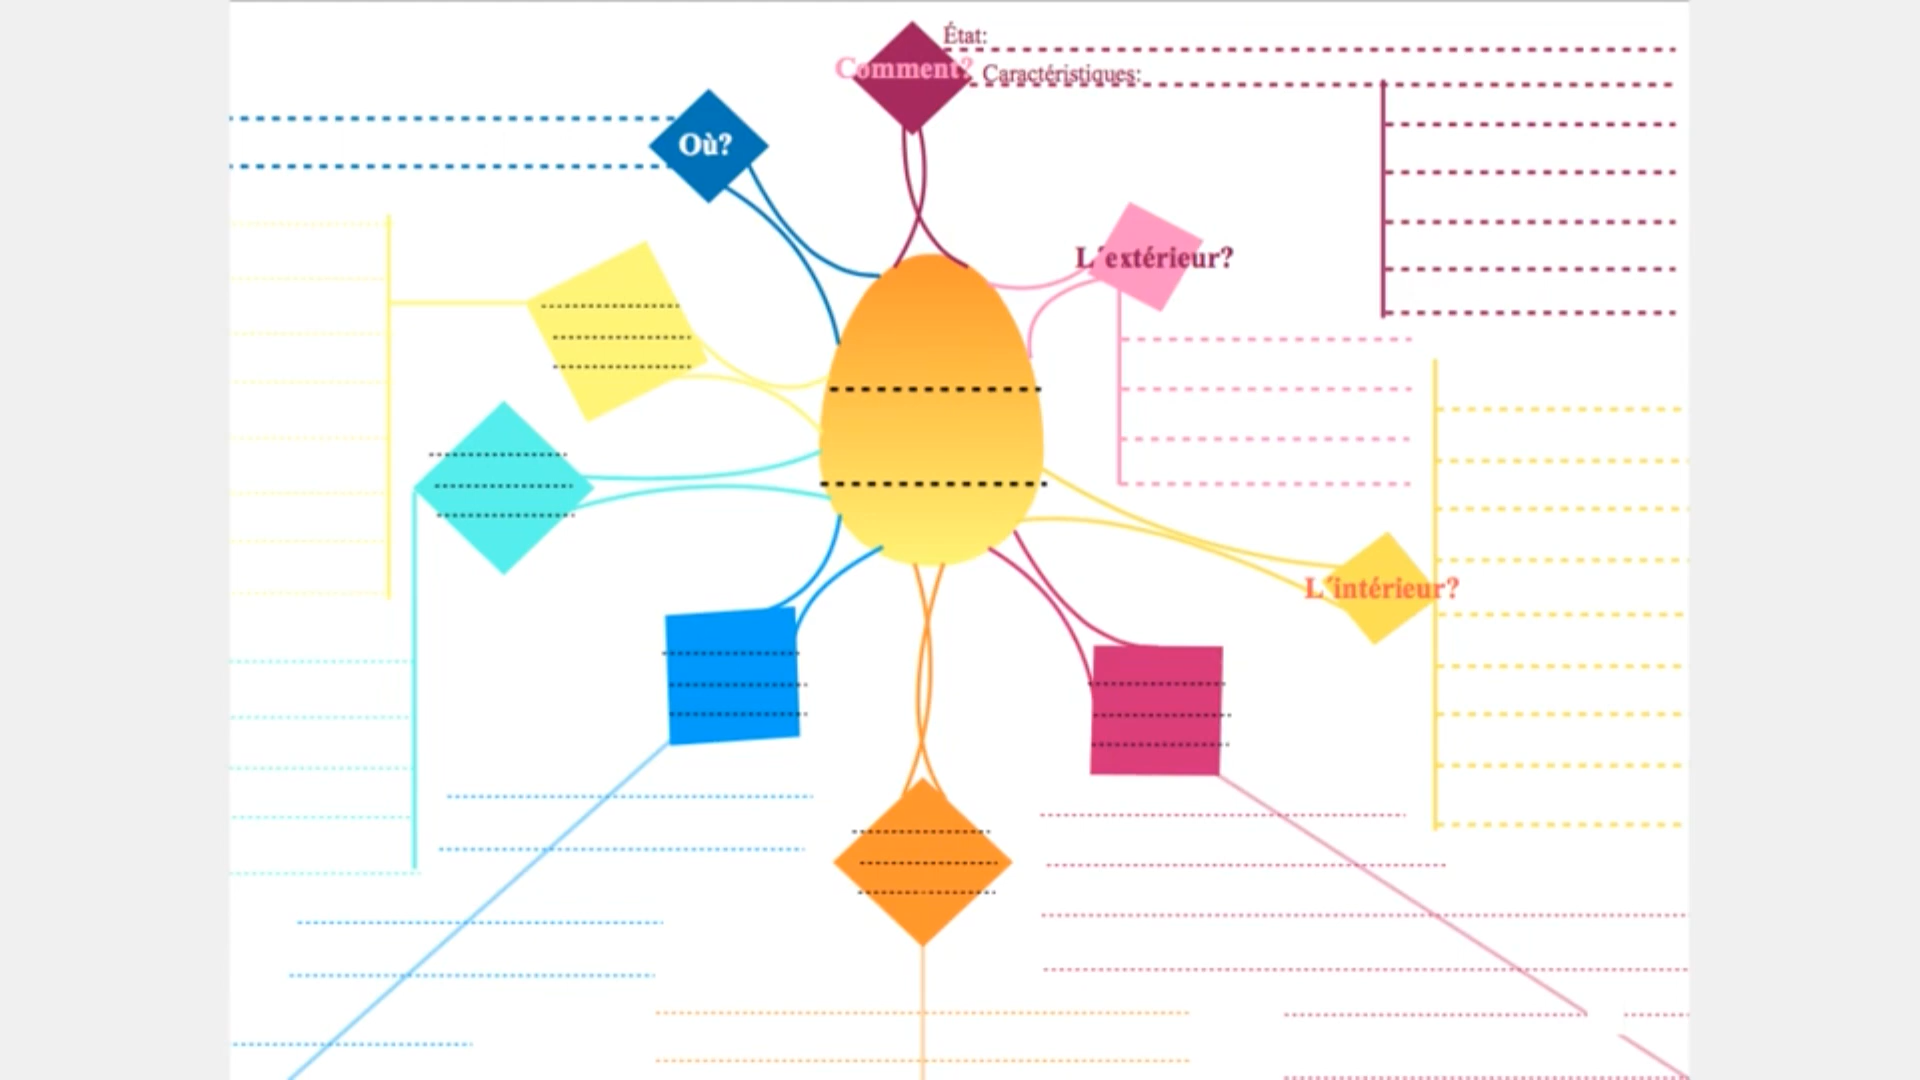 État:
Comment?
Caractéristiques:
Où?
L´extérieur?
L´intérieur?